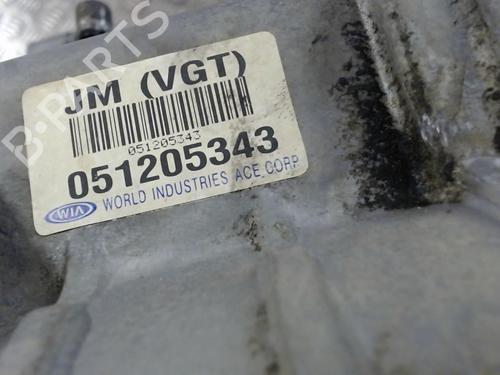 JM (VGT)
051205343
051205343
WIA WORLD INDUSTRIES ACE CORP
B-PARTS